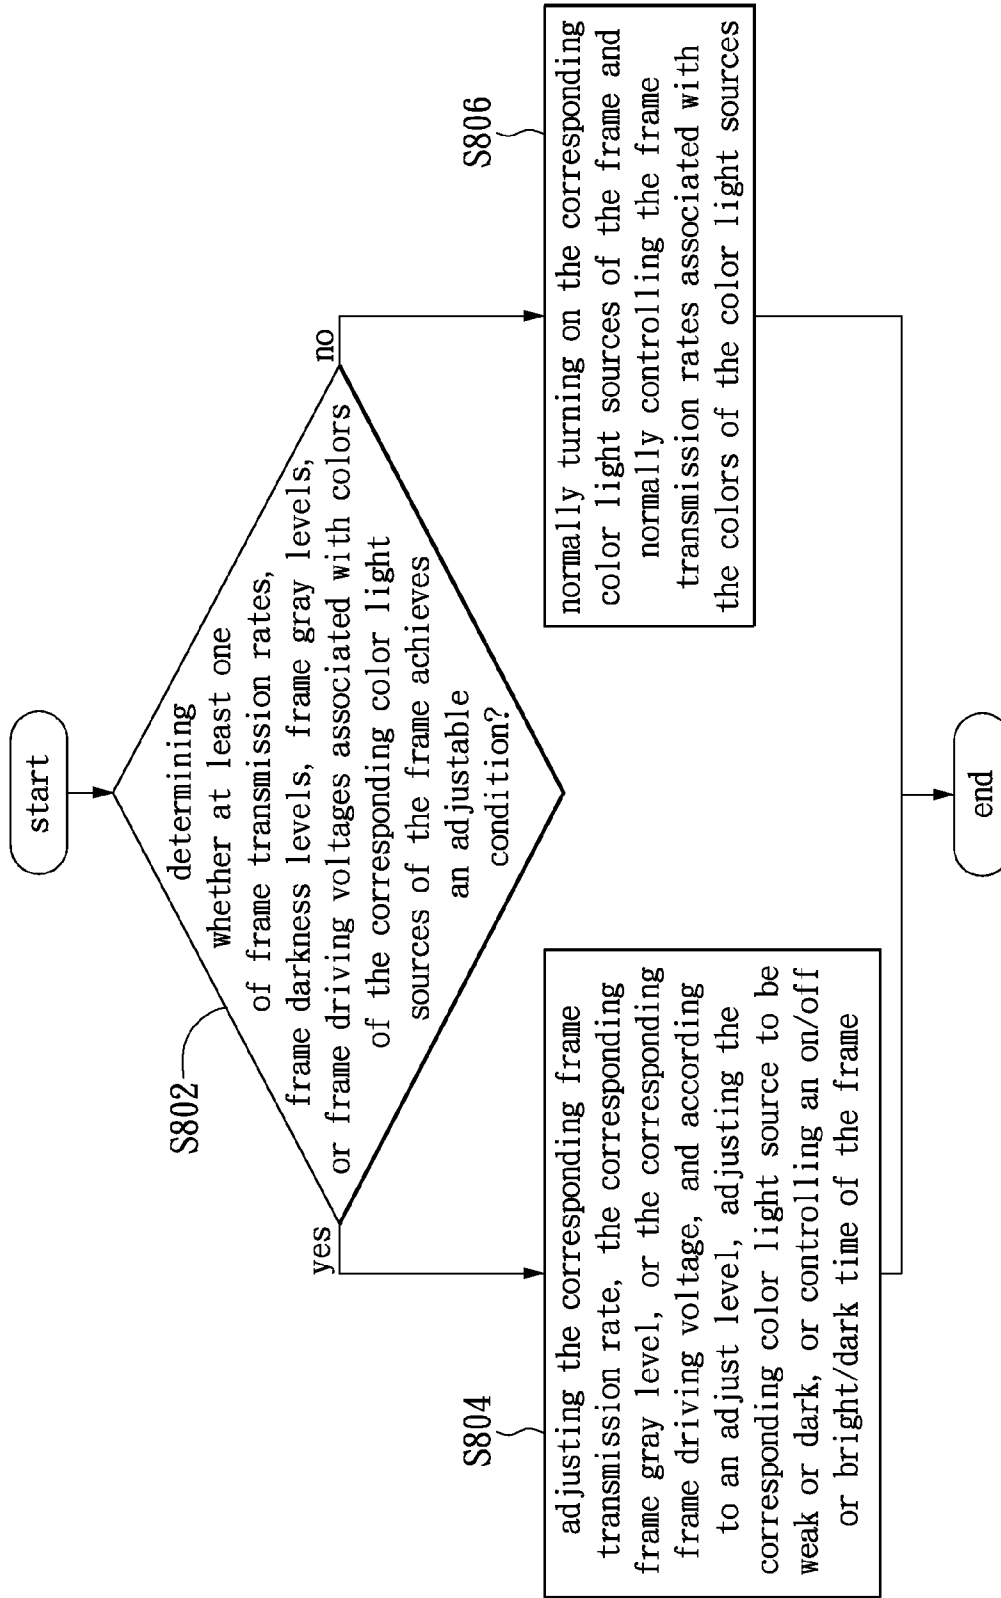 start
S802
determining
whether at least one
of frame transmission rates,
frame darkness levels, frame gray levels,
or frame driving voltages associated with colors
of the corresponding color light
sources of the frame achieves
an adjustable
condition?
yes
no
S804
adjusting the corresponding frame
transmission rate, the corresponding
frame gray level, or the corresponding
frame driving voltage, and according
to an adjust level, adjusting the
corresponding color light source to be
weak or dark, or controlling an on/off
or bright/dark time of the frame
S806
normally turning on the corresponding
color light sources of the frame and
normally controlling the frame
transmission rates associated with
the colors of the color light sources
end